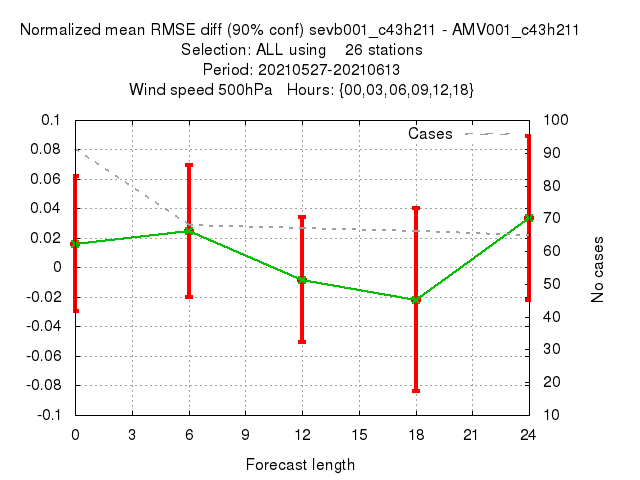 Normalized mean RMSE diff (90% conf) sevb001_c43h211 - AMV001_c43h211
Selection: ALL using 26 stations
Period: 20210527-20210613
Wind speed 500hPa Hours: {00,03,06,09,12,18}
Cases
0.1
0.08
0.06
0.04
0.02
0
-0.02
-0.04
-0.06
-0.08
-0.1
100
90
80
70
60
50
40
30
20
10
No cases
0 3 6 9 12 15 18 21 24
Forecast length